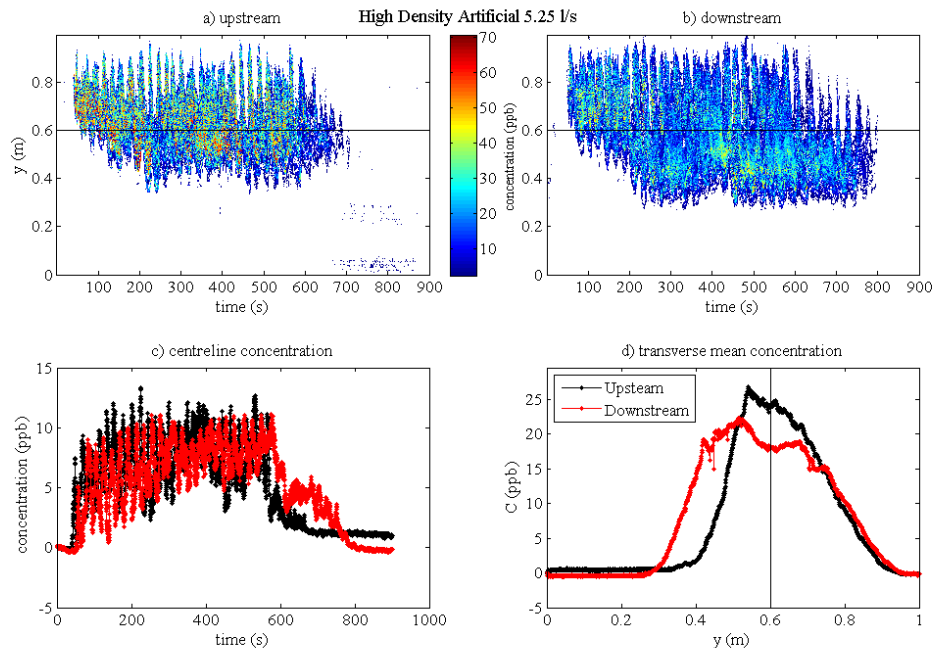 High Density Artificial 5.25 l/s
a) upstream
b) downstream
y (m)
0.8
0.6
0.4
0.2
0
100 200 300 400 500 600 700 800 900
time (s)
70
60
50
40
30
20
10
concentration (ppb)
0.8
0.6
0.4
0.2
0
100 200 300 400 500 600 700 800 900
time (s)
c) centreline concentration
concentration (ppb)
15
10
5
0
-5
0 200 400 600 800 1000
time (s)
d) transverse mean concentration
Upsteam
Downstream
C (ppb)
25
20
15
10
5
0
-5
0 0.2 0.4 0.6 0.8 1
y (m)